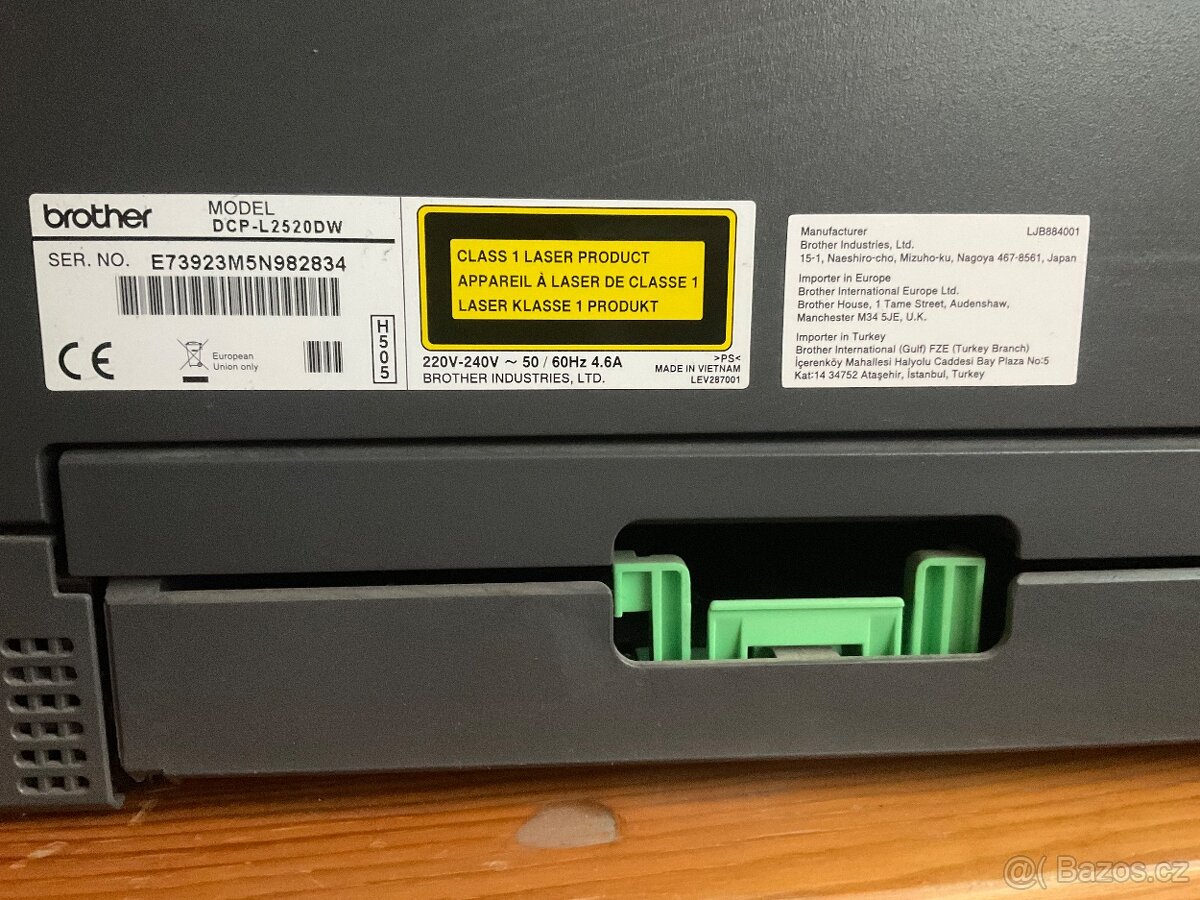 brother
MODEL
DCP-L2520DW
SER. NO. E73923M5N982834
European
Union only
H505
CLASS 1 LASER PRODUCT
APPAREIL À LASER DE CLASSE 1
LASER KLASSE 1 PRODUKT
220V-240V ~ 50 / 60Hz 4.6A
BROTHER INDUSTRIES, LTD.
>PS<
MADE IN VIETNAM
LEV287001
Manufacturer LJB884001
Brother Industries, Ltd.
15-1, Naeshiro-cho, Mizuho-ku, Nagoya 467-8561, Japan
Importer in Europe
Brother International Europe Ltd.
Brother House, 1 Tame Street, Audenshaw,
Manchester M34 5JE, U.K.
Importer in Turkey
Brother International (Gulf) FZE (Turkey Branch)
İçerenköy Mahallesi Halyolu Caddesi Bay Plaza No:5
Kat:14 34752 Ataşehir, İstanbul, Turkey
@( Bazos.cz